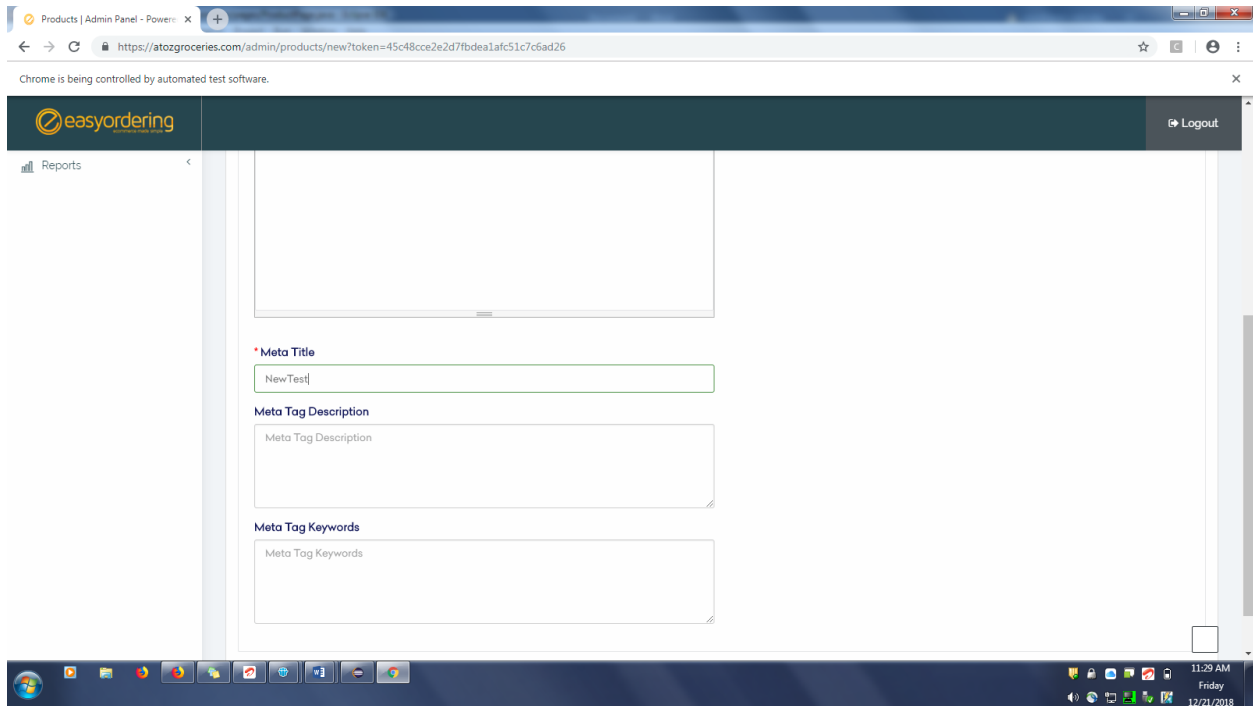 Products | Admin Panel - Powere
https://atozgroceries.com/admin/products/new?token=45c48cce2e2d7fbdea1afc51c7c6ad26
Chrome is being controlled by automated test software.
easyordering
Logout
Reports
*Meta Title
NewTest
Meta Tag Description
Meta Tag Description
Meta Tag Keywords
Meta Tag Keywords
11:29 AM
Friday
12/21/2018